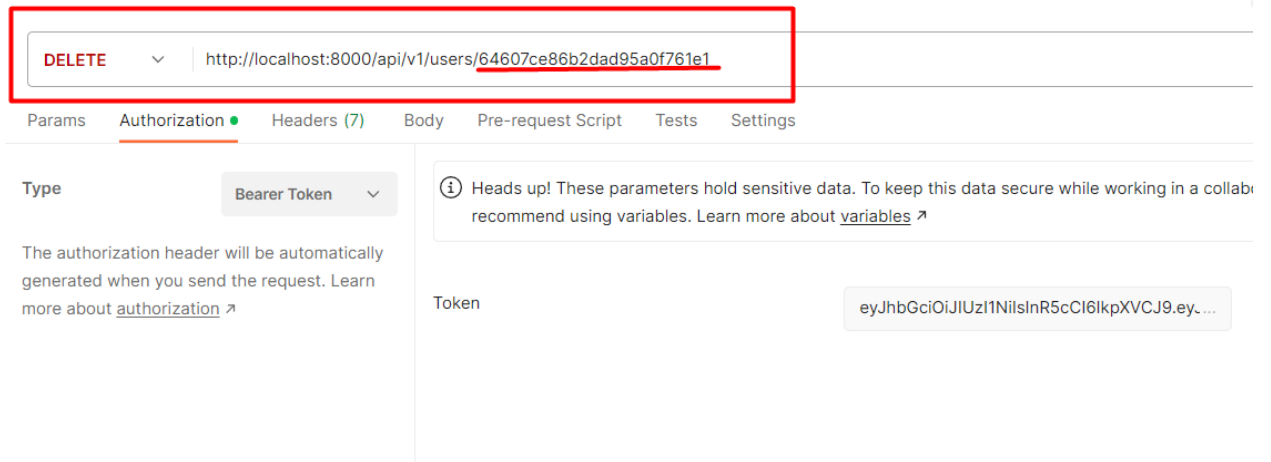 DELETE http://localhost:8000/api/v1/users/64607ce86b2dad95a0f761e1
Params Authorization Headers (7) Body Pre-request Script Tests Settings
Type Bearer Token
The authorization header will be automatically
generated when you send the request. Learn
more about authorization ↗
Heads up! These parameters hold sensitive data. To keep this data secure while working in a collabo
recommend using variables. Learn more about variables ↗
Token eyJhbGciOiJIUzI1NiIsInR5cCI6IkpXVCJ9.ey...